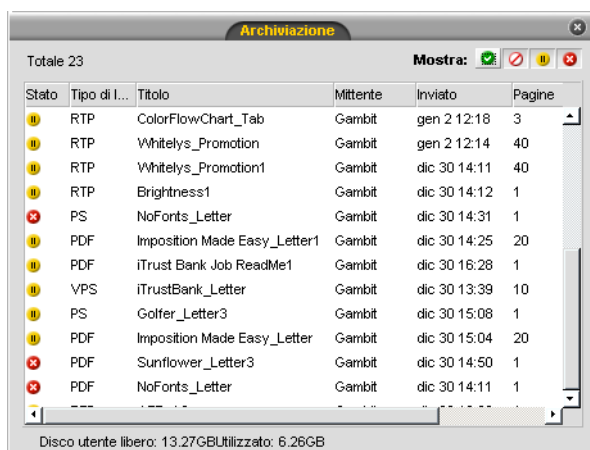 Archiviazione
Totale 23 Mostra:
Stato Tipo di l... Titolo Mittente Inviato Pagine
RTP ColorFlowChart_Tab Gambit gen 2 12:18 3
RTP Whitelys_Promotion Gambit gen 2 12:14 40
RTP Whitelys_Promotion1 Gambit dic 30 14:11 40
RTP Brightness1 Gambit dic 30 14:12 1
PS NoFonts_Letter Gambit dic 30 14:31 1
PDF Imposition Made Easy_Letter1 Gambit dic 30 14:25 20
PDF iTrust Bank Job ReadMe1 Gambit dic 30 16:28 1
VPS iTrustBank_Letter Gambit dic 30 13:39 10
PS Golfer_Letter3 Gambit dic 30 15:08 1
PDF Imposition Made Easy_Letter Gambit dic 30 15:04 20
PDF Sunflower_Letter3 Gambit dic 30 14:50 1
PDF NoFonts_Letter Gambit dic 30 14:11 1
Disco utente libero: 13.27GBUtilizzato: 6.26GB